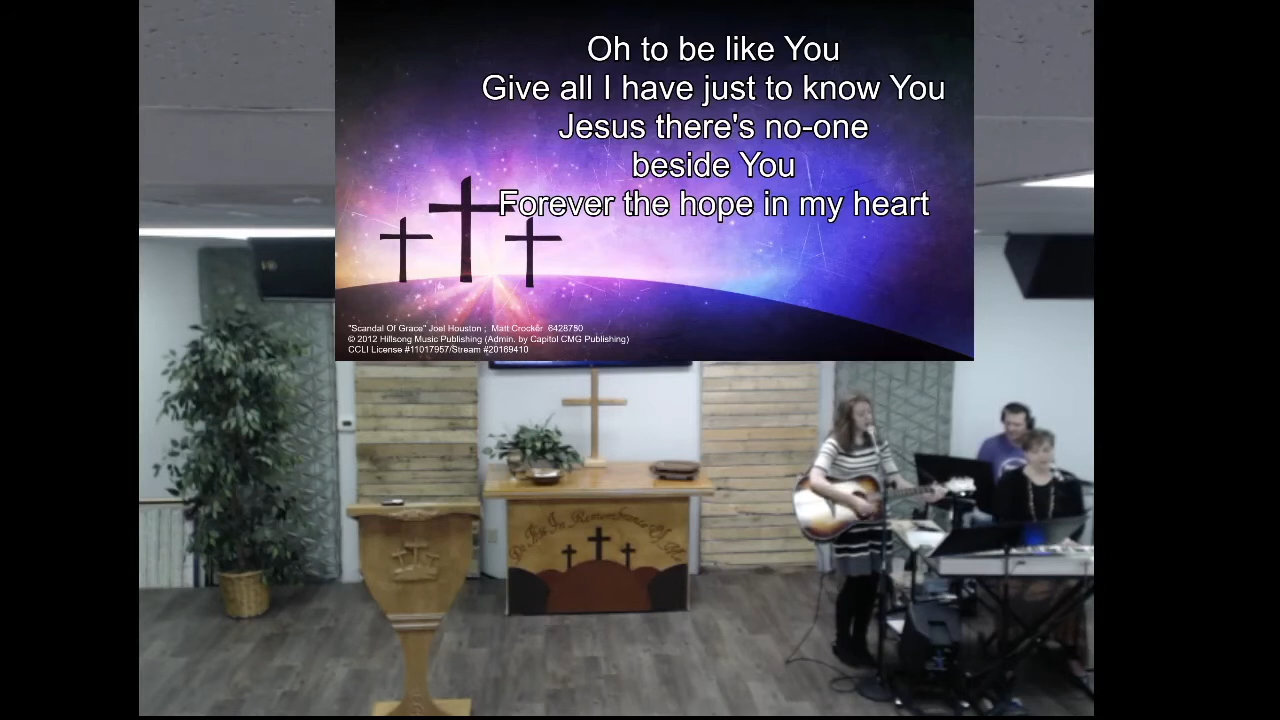 Oh to be like You
Give all I have just to know You
Jesus there's no-one
beside You
Forever the hope in my heart
"Scandal Of Grace" Joel Houston ; Matt Crocker 6428750
© 2012 Hillsong Music Publishing (Admin. by Capitol CMG Publishing)
CCLI License #11017957/Stream #20169410
Do This In Remembrance Of Me